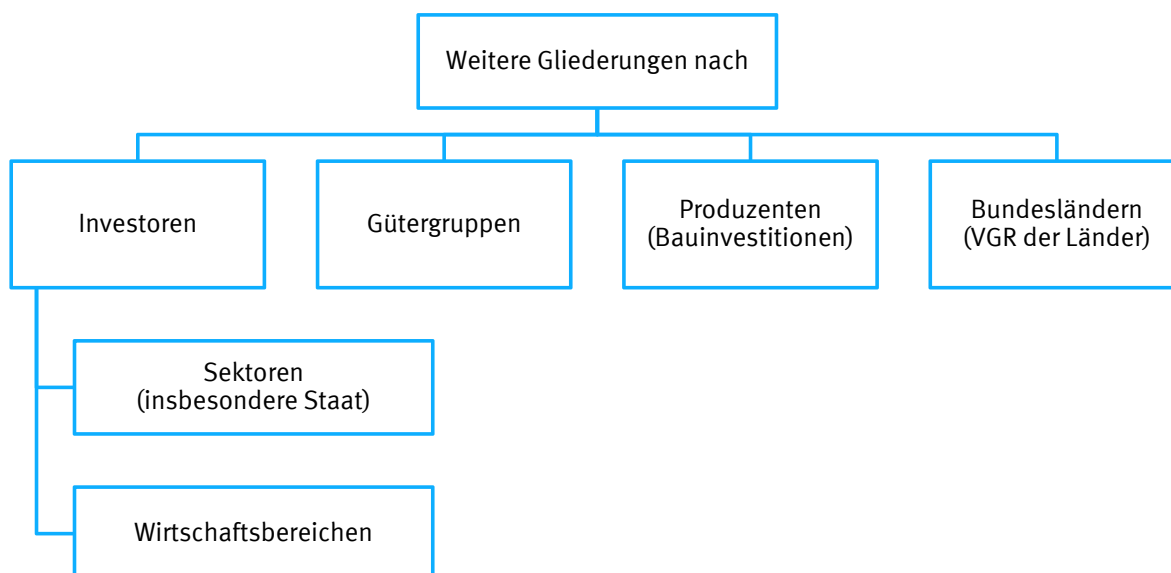 Weitere Gliederungen nach
Investoren
Gütergruppen
Produzenten
(Bauinvestitionen)
Bundesländern
(VGR der Länder)
Sektoren
(insbesondere Staat)
Wirtschaftsbereichen